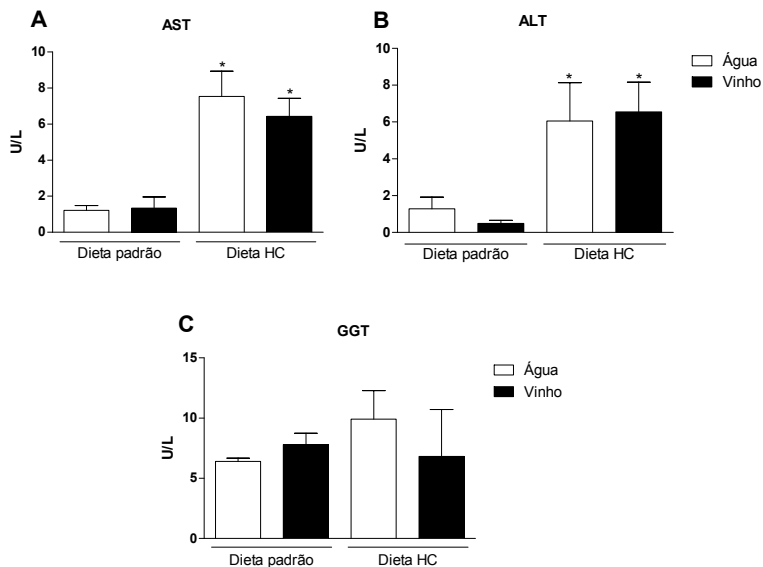 A
AST
10
8
6
4
2
0
U/L
*
*
Dieta padrão
Dieta HC
B
ALT
10
8
6
4
2
0
U/L
*
*
Dieta padrão
Dieta HC
Água
Vinho
C
GGT
15
10
5
0
U/L
Dieta padrão
Dieta HC
Água
Vinho